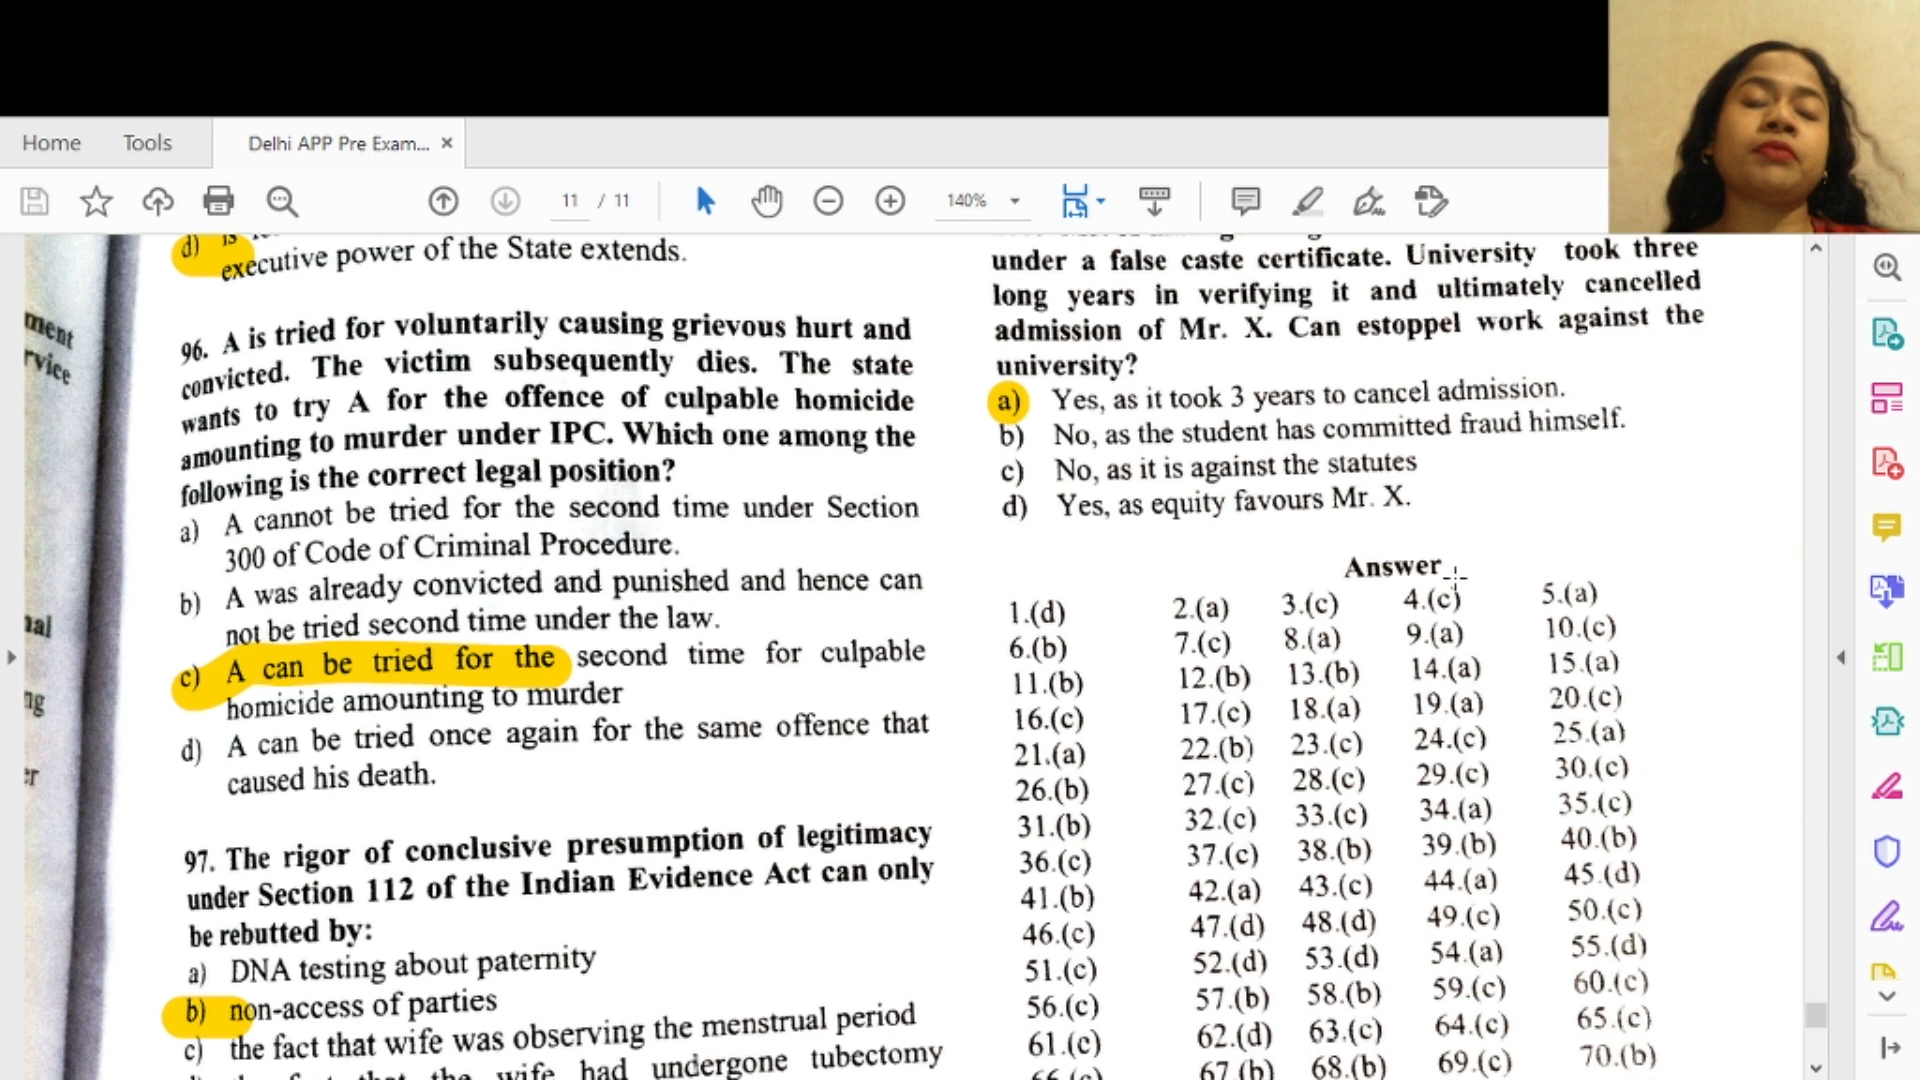 Home
Tools
Delhi APP Pre Exam...
11 / 11
140%
d)
executive power of the State extends.
96. A is tried for voluntarily causing grievous hurt and
convicted. The victim subsequently dies. The state
wants to try A for the offence of culpable homicide
amounting to murder under IPC. Which one among the
following is the correct legal position?
a) A cannot be tried for the second time under Section
300 of Code of Criminal Procedure.
b) A was already convicted and punished and hence can
not be tried second time under the law.
c) A can be tried for the second time for culpable
homicide amounting to murder
d) A can be tried once again for the same offence that
caused his death.
97. The rigor of conclusive presumption of legitimacy
under Section 112 of the Indian Evidence Act can only
be rebutted by:
a) DNA testing about paternity
b) non-access of parties
c) the fact that wife was observing the menstrual period
the wife had undergone tubectomy
under a false caste certificate. University took three
long years in verifying it and ultimately cancelled
admission of Mr. X. Can estoppel work against the
university?
a) Yes, as it took 3 years to cancel admission.
b) No, as the student has committed fraud himself.
c) No, as it is against the statutes
d) Yes, as equity favours Mr. X.
Answer
1.(d) 2.(a) 3.(c) 4.(c) 5.(a)
6.(b) 7.(c) 8.(a) 9.(a) 10.(c)
11.(b) 12.(b) 13.(b) 14.(a) 15.(a)
16.(c) 17.(c) 18.(a) 19.(a) 20.(c)
21.(a) 22.(b) 23.(c) 24.(c) 25.(a)
26.(b) 27.(c) 28.(c) 29.(c) 30.(c)
31.(b) 32.(c) 33.(c) 34.(a) 35.(c)
36.(c) 37.(c) 38.(b) 39.(b) 40.(b)
41.(b) 42.(a) 43.(c) 44.(a) 45.(d)
46.(c) 47.(d) 48.(d) 49.(c) 50.(c)
51.(c) 52.(d) 53.(d) 54.(a) 55.(d)
56.(c) 57.(b) 58.(b) 59.(c) 60.(c)
61.(c) 62.(d) 63.(c) 64.(c) 65.(c)
67.(b) 68.(b) 69.(c) 70.(b)